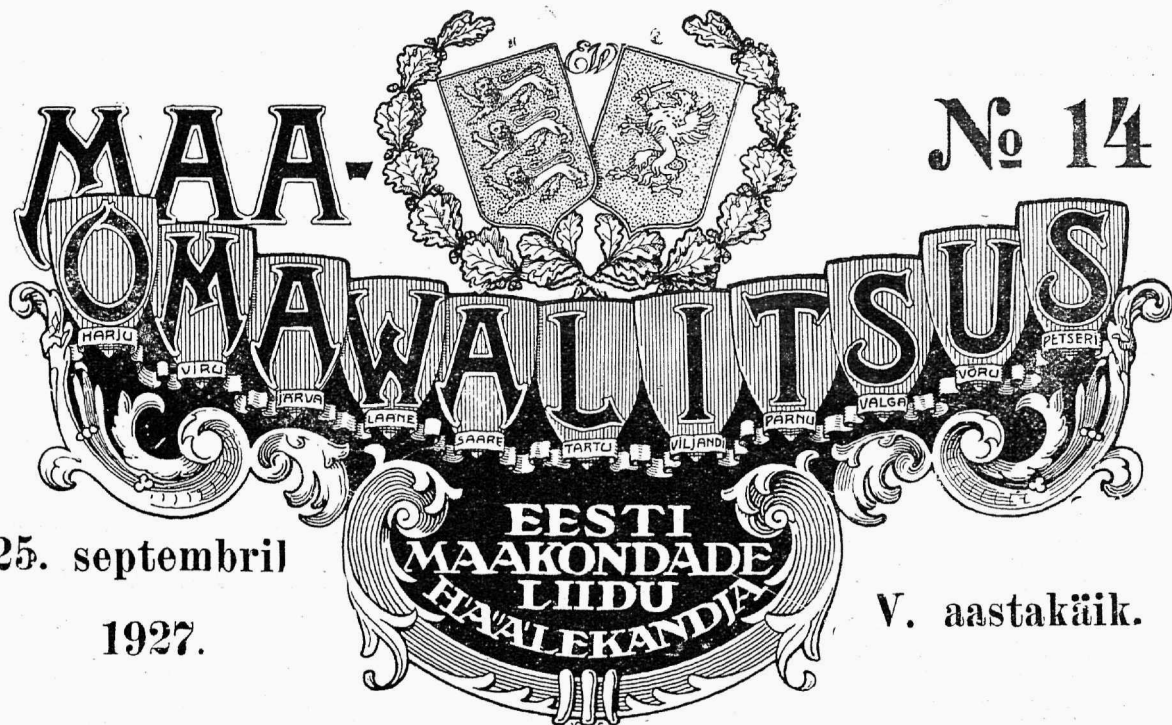 MAA-
№ 14
OMAWALITSUS
HARJU
VIRU
JÄRVA
LÄÄNE
SAARE
TARTU
VILJANDI
PÄRNU
VALGA
VÕRU
PETSERI
EW
EESTI
MAAKONDADE
LIIDU
HÄÄLEKANDJA
25. septembril
1927.
V. aastakäik.